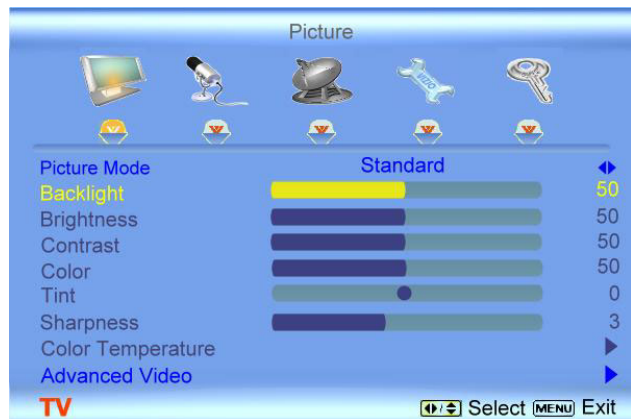 Picture
VIZIO
Picture Mode Standard
Backlight 50
Brightness 50
Contrast 50
Color 50
Tint 0
Sharpness 3
Color Temperature
Advanced Video
TV Select MENU Exit